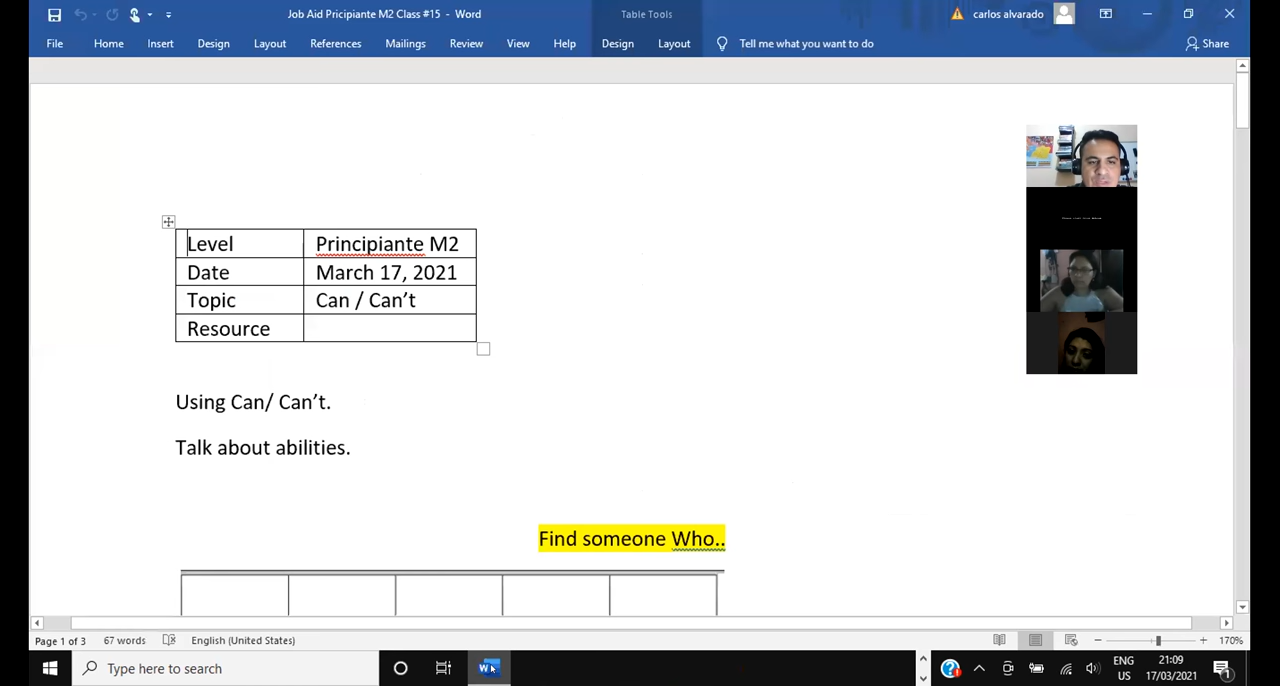 Job Aid Pricipiante M2 Class #15 - Word
Table Tools
carlos alvarado
File Home Insert Design Layout References Mailings Review View Help Design Layout Tell me what you want to do Share
Level Principiante M2
Date March 17, 2021
Topic Can / Can’t
Resource
Using Can/ Can’t.
Talk about abilities.
Find someone Who..
Page 1 of 3 67 words English (United States) 170%
Type here to search
ENG
US
21:09
17/03/2021
1